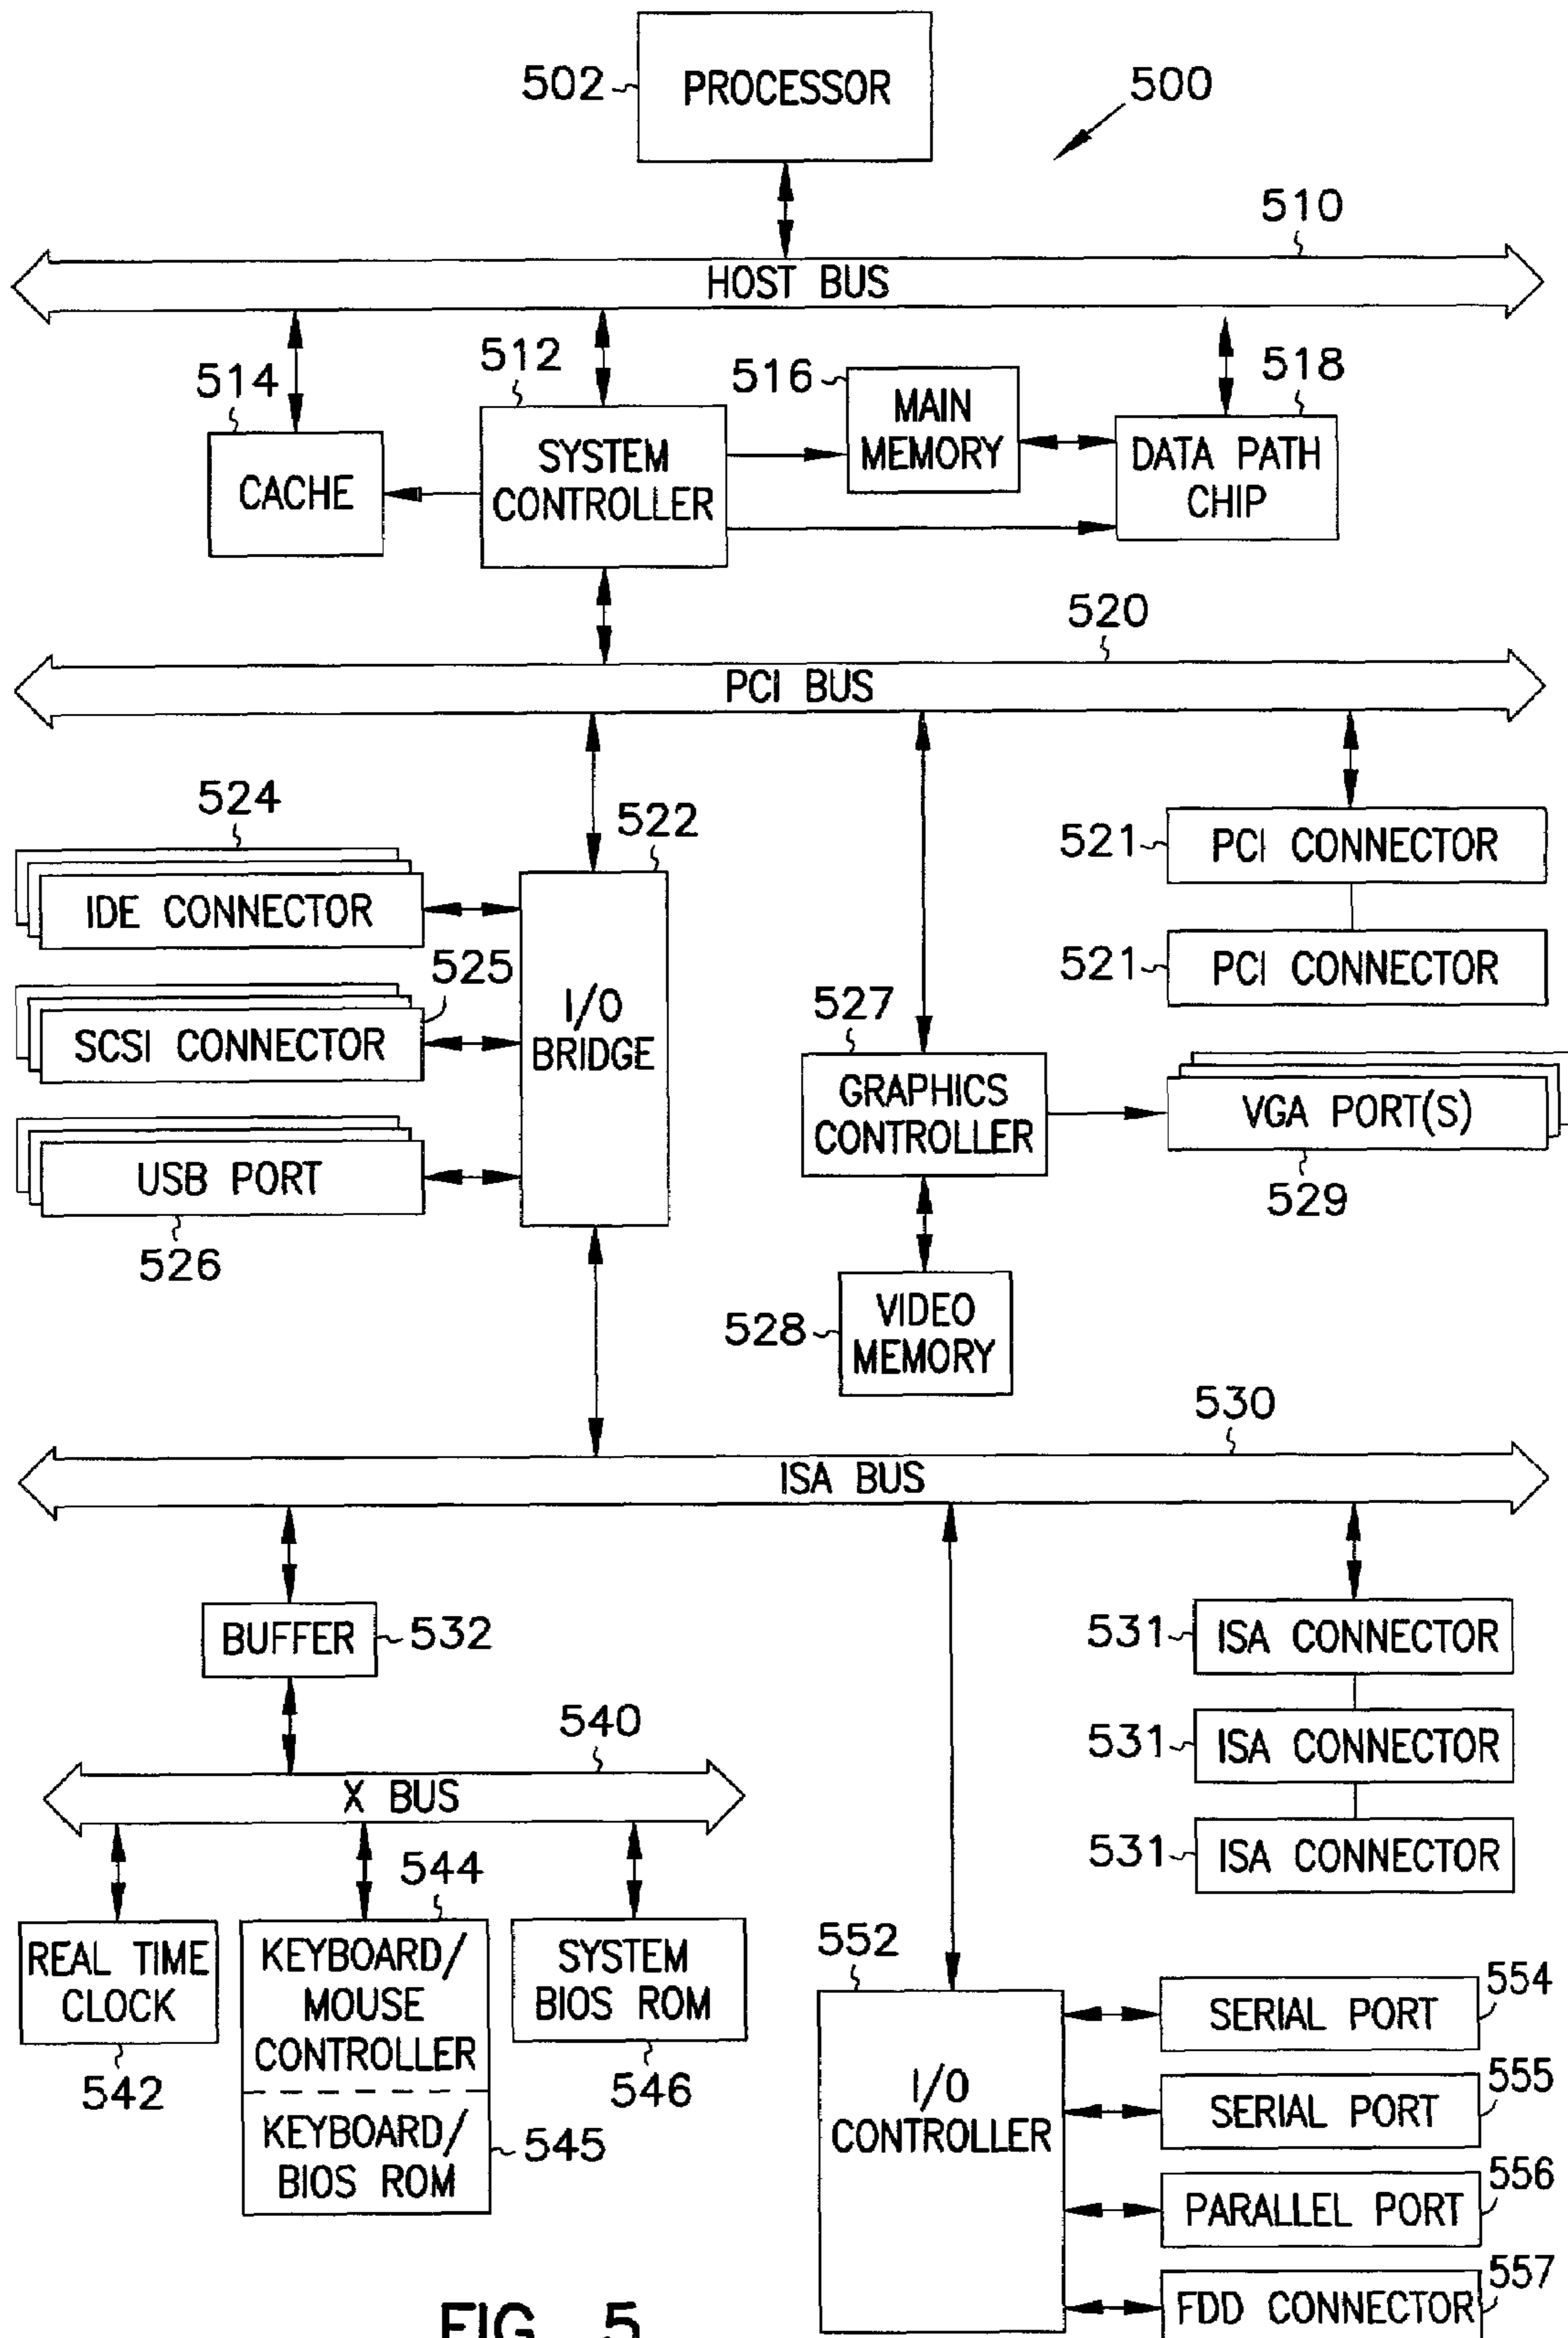 502
PROCESSOR
500
510
HOST BUS
514
CACHE
512
SYSTEM
CONTROLLER
516
MAIN
MEMORY
518
DATA PATH
CHIP
520
PCI BUS
524
IDE CONNECTOR
525
SCSI CONNECTOR
USB PORT
526
522
I/O
BRIDGE
527
GRAPHICS
CONTROLLER
528
VIDEO
MEMORY
521
PCI CONNECTOR
521
PCI CONNECTOR
VGA PORT(S)
529
530
ISA BUS
BUFFER
532
540
X BUS
REAL TIME
CLOCK
542
544
KEYBOARD/
MOUSE
CONTROLLER
KEYBOARD/
BIOS ROM
545
SYSTEM
BIOS ROM
546
531
ISA CONNECTOR
531
ISA CONNECTOR
531
ISA CONNECTOR
552
I/O
CONTROLLER
SERIAL PORT
554
SERIAL PORT
555
PARALLEL PORT
556
FDD CONNECTOR
557
FIG. 5